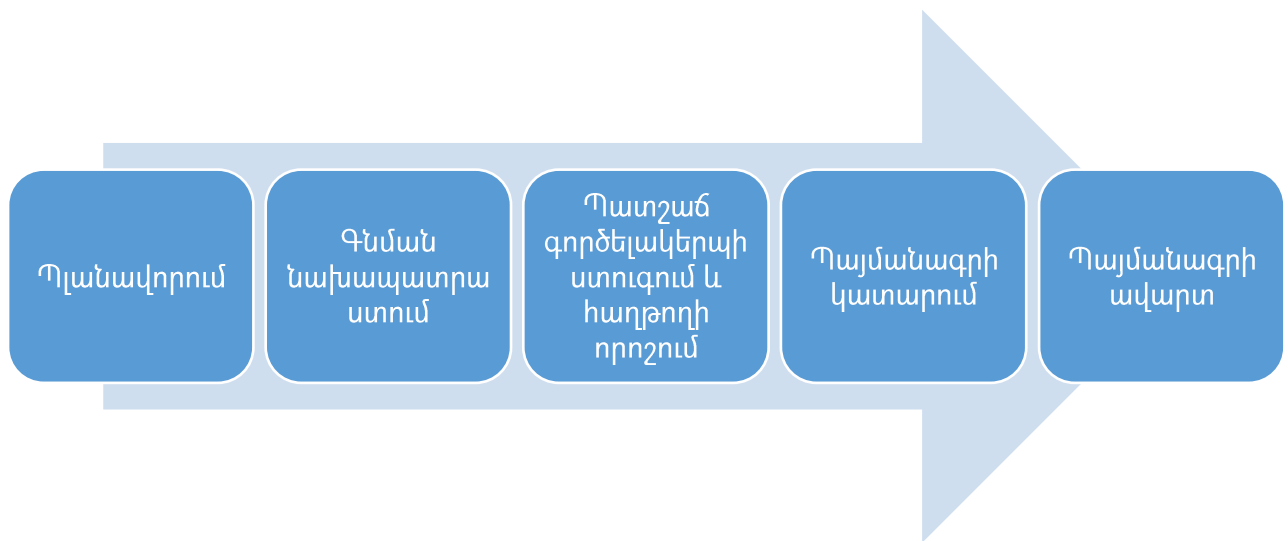 Պլանավորում
Գնման
նախապատրա
ստում
Պատշաճ
գործելակերպի
ստուգում և
հաղթողի
որոշում
Պայմանագրի
կատարում
Պայմանագրի
ավարտ